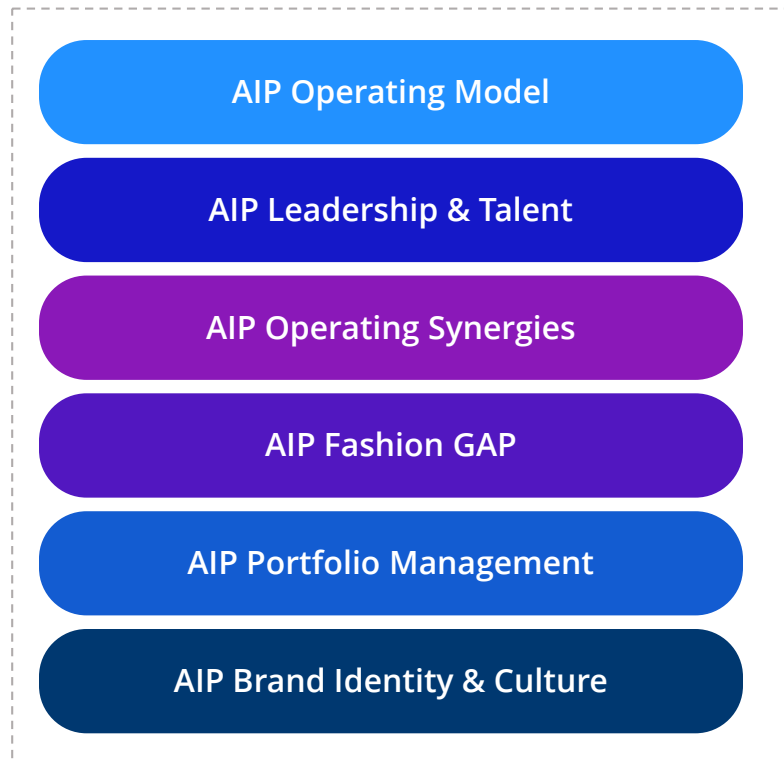 AIP Operating Model
AIP Leadership & Talent
AIP Operating Synergies
AIP Fashion GAP
AIP Portfolio Management
AIP Brand Identity & Culture